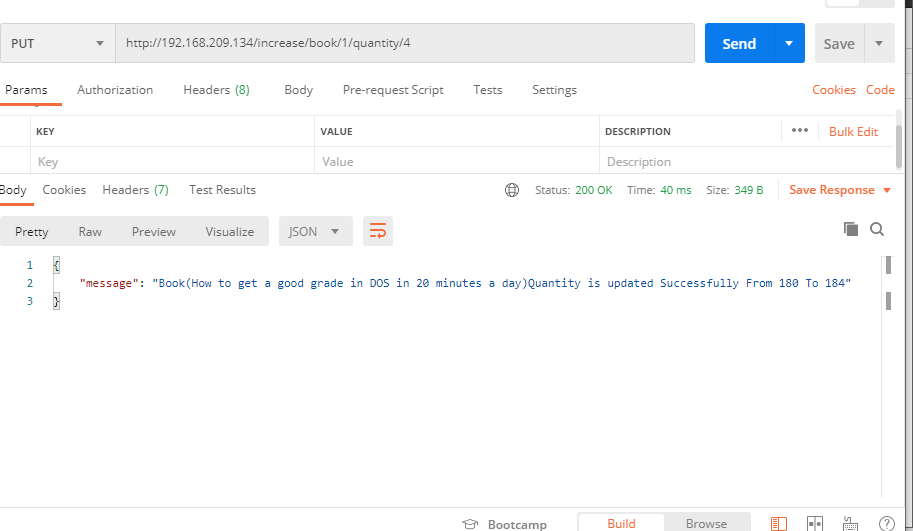 PUT http://192.168.209.134/increase/book/1/quantity/4 Send Save
Params Authorization Headers (8) Body Pre-request Script Tests Settings Cookies Code
KEY VALUE DESCRIPTION ••• Bulk Edit
Key Value Description
Body Cookies Headers (7) Test Results Status: 200 OK Time: 40 ms Size: 349 B Save Response
Pretty Raw Preview Visualize JSON
1 {
2 "message": "Book(How to get a good grade in DOS in 20 minutes a day)Quantity is updated Successfully From 180 To 184"
3 }
Bootcamp Build Browse ?